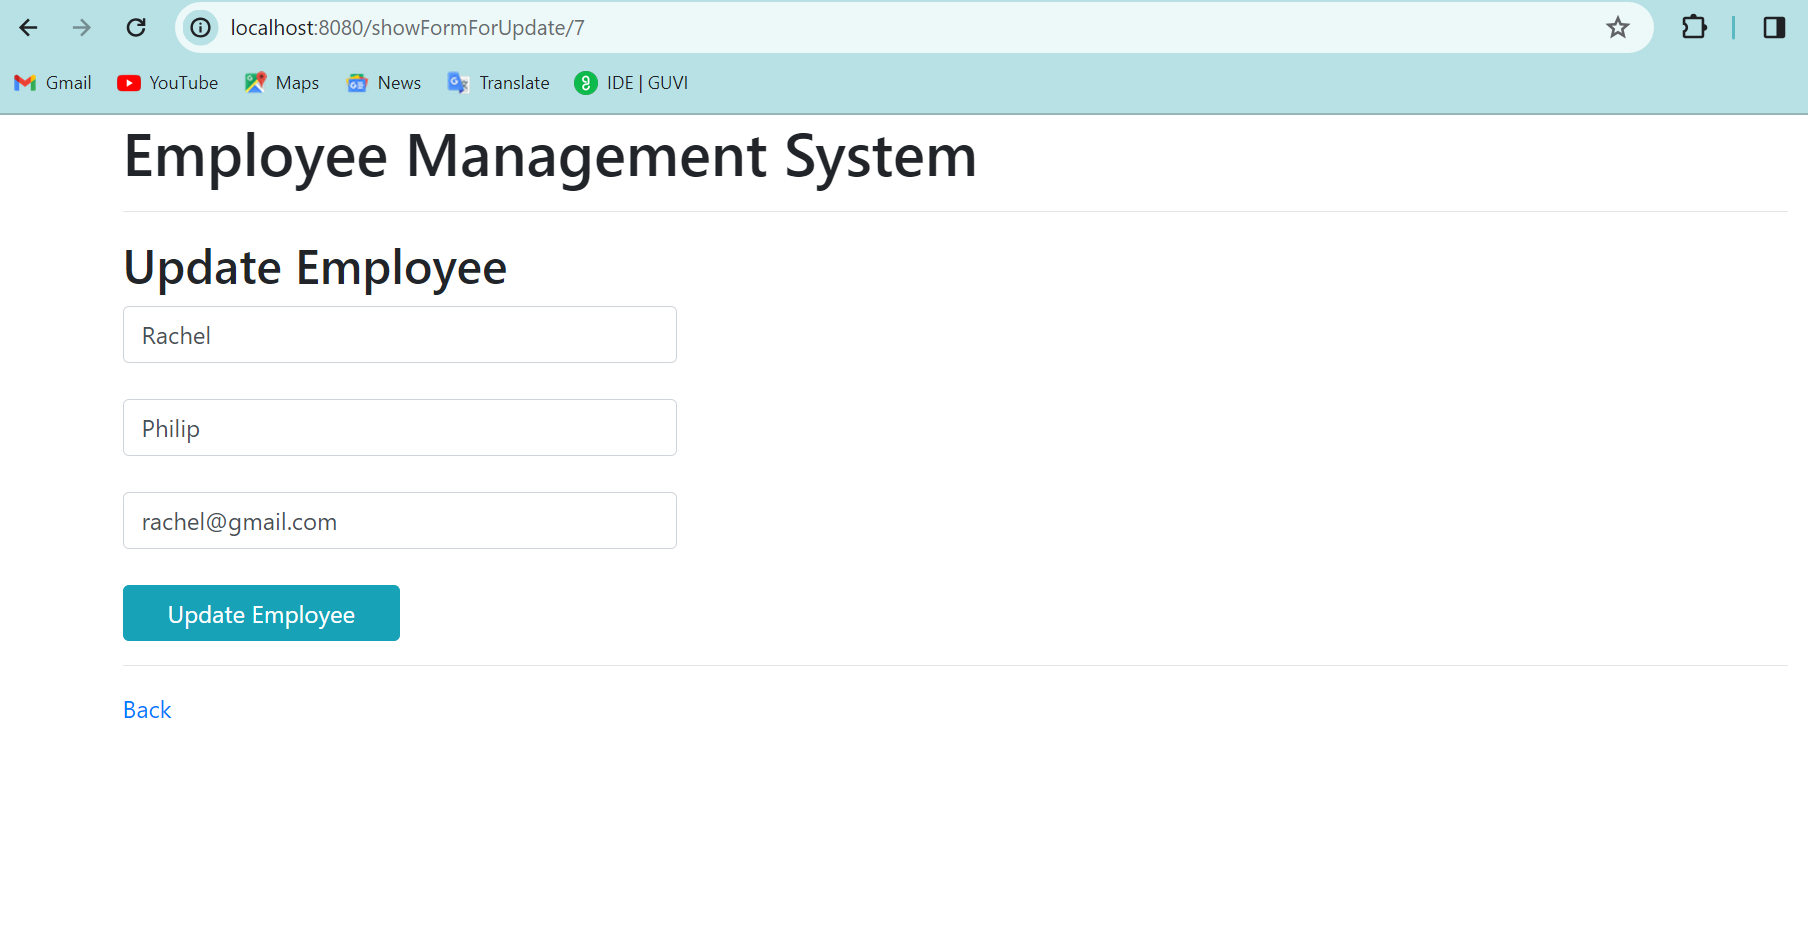 localhost:8080/showFormForUpdate/7
Gmail YouTube Maps News Translate IDE | GUVI
Employee Management System
Update Employee
Rachel
Philip
rachel@gmail.com
Update Employee
Back